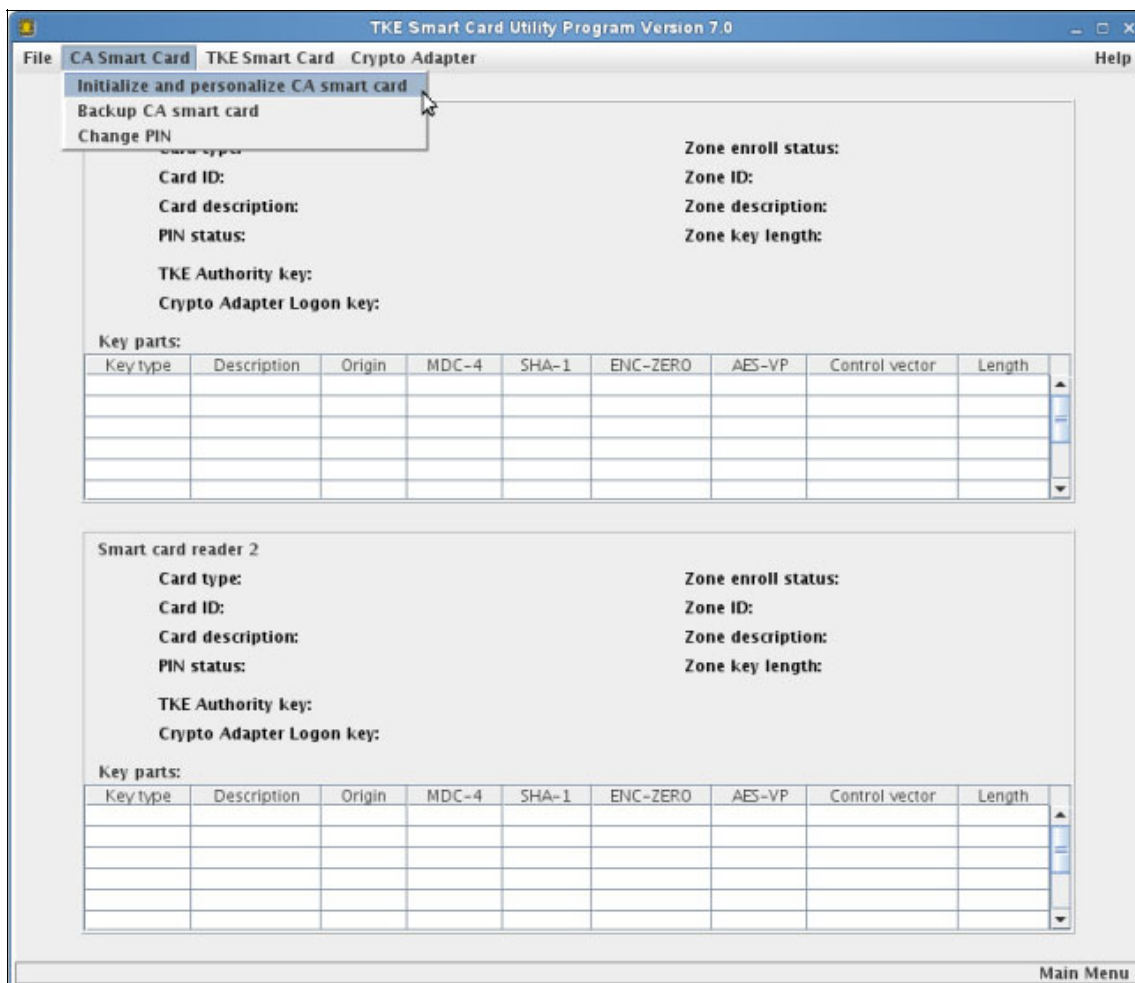 TKE Smart Card Utility Program Version 7.0
File CA Smart Card TKE Smart Card Crypto Adapter Help
Initialize and personalize CA smart card
Backup CA smart card
Change PIN
Card type: Zone enroll status:
Card ID: Zone ID:
Card description: Zone description:
PIN status: Zone key length:
TKE Authority key:
Crypto Adapter Logon key:
Key parts:
Key type Description Origin MDC-4 SHA-1 ENC-ZERO AES-VP Control vector Length
Smart card reader 2
Card type: Zone enroll status:
Card ID: Zone ID:
Card description: Zone description:
PIN status: Zone key length:
TKE Authority key:
Crypto Adapter Logon key:
Key parts:
Key type Description Origin MDC-4 SHA-1 ENC-ZERO AES-VP Control vector Length
Main Menu